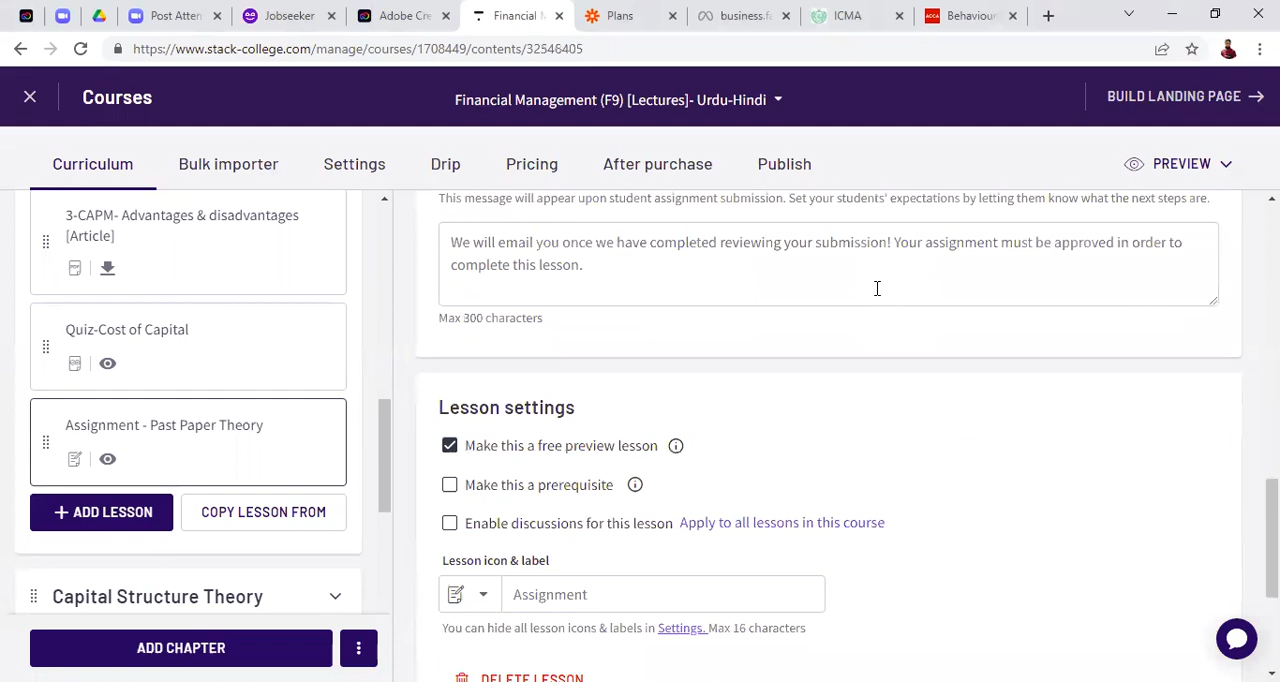 Post Atten
Jobseeker
Adobe Cre
Financial M
Plans
business.fa
ICMA
ACCA
Behaviour
https://www.stack-college.com/manage/courses/1708449/contents/32546405
Courses
Financial Management (F9) [Lectures]- Urdu-Hindi
BUILD LANDING PAGE
Curriculum
Bulk importer
Settings
Drip
Pricing
After purchase
Publish
PREVIEW
3-CAPM- Advantages & disadvantages
[Article]
PDF
Quiz-Cost of Capital
Assignment - Past Paper Theory
+ ADD LESSON
COPY LESSON FROM
Capital Structure Theory
ADD CHAPTER
This message will appear upon student assignment submission. Set your students' expectations by letting them know what the next steps are.
We will email you once we have completed reviewing your submission! Your assignment must be approved in order to
complete this lesson.
Max 300 characters
Lesson settings
Make this a free preview lesson
Make this a prerequisite
Enable discussions for this lesson Apply to all lessons in this course
Lesson icon & label
Assignment
You can hide all lesson icons & labels in Settings. Max 16 characters
DELETE LESSON